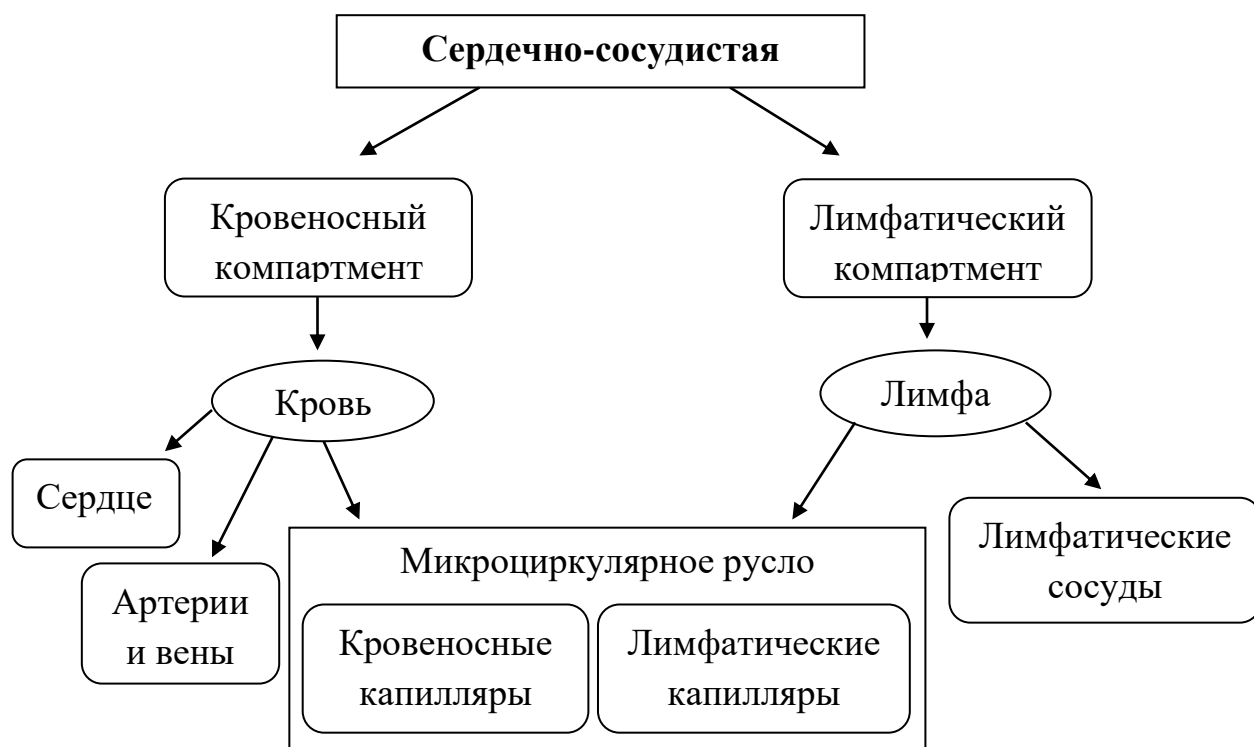 Сердечно-сосудистая
Кровеносный
компартмент
Лимфатический
компартмент
Кровь
Лимфа
Сердце
Артерии
и вены
Микроциркулярное русло
Кровеносные
капилляры
Лимфатические
капилляры
Лимфатические
сосуды